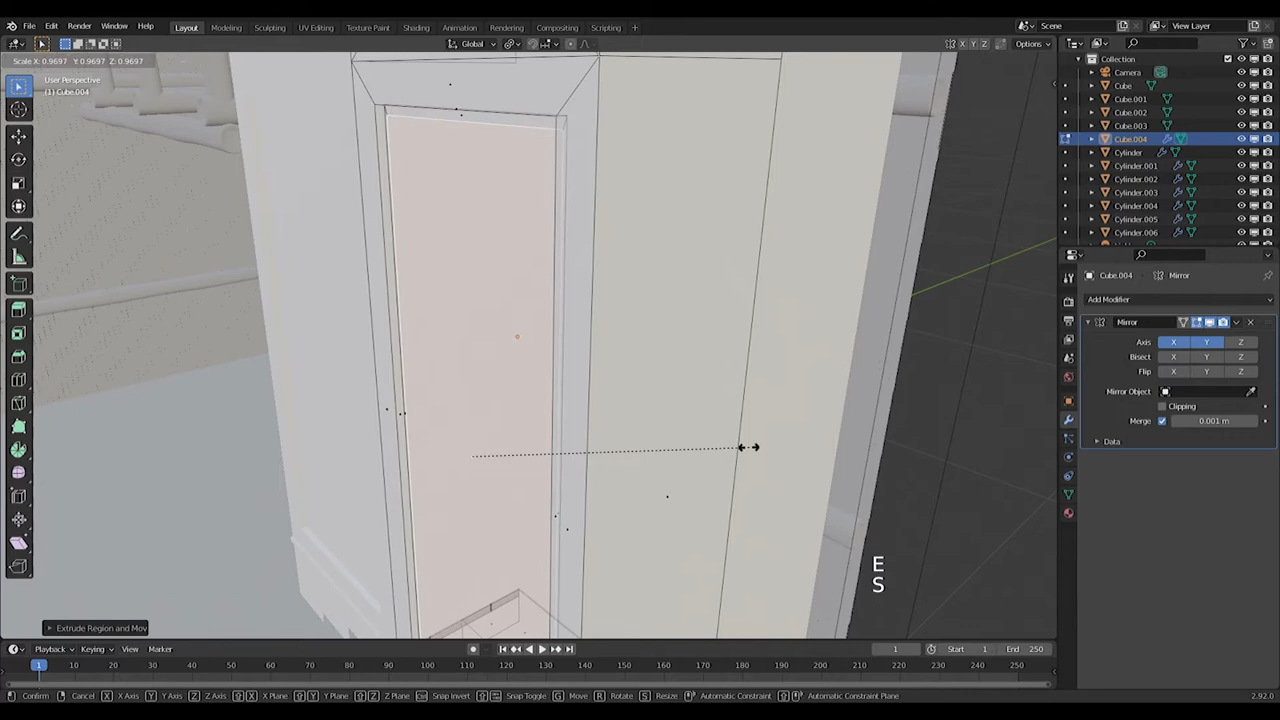 File Edit Render Window Help
Layout Modeling Sculpting UV Editing Texture Paint Shading Animation Rendering Compositing Scripting +
Scene View Layer
Global X Y Z Options
Scale X: 0.9697 Y: 0.9697 Z: 0.9697
User Perspective
(1) Cube.004
Collection
Camera
Cube
Cube.001
Cube.002
Cube.003
Cube.004
Cylinder
Cylinder.001
Cylinder.002
Cylinder.003
Cylinder.004
Cylinder.005
Cylinder.006
Cube.004 Mirror
Add Modifier
Mirror
Axis X Y Z
Bisect X Y Z
Flip X Y Z
Mirror Object
Clipping
Merge 0.001 m
Data
E
S
Extrude Region and Mov
Playback Keying View Marker 1 Start 1 End 250
1 10 20 30 40 50 60 70 80 90 100 110 120 130 140 150 160 170 180 190 200 210 220 230 240 250
Confirm Cancel X X Axis Y Y Axis Z Z Axis X X Plane Y Y Plane Z Z Plane Snap Invert Snap Toggle G Move R Rotate S Resize Automatic Constraint Automatic Constraint Plane 2.92.0